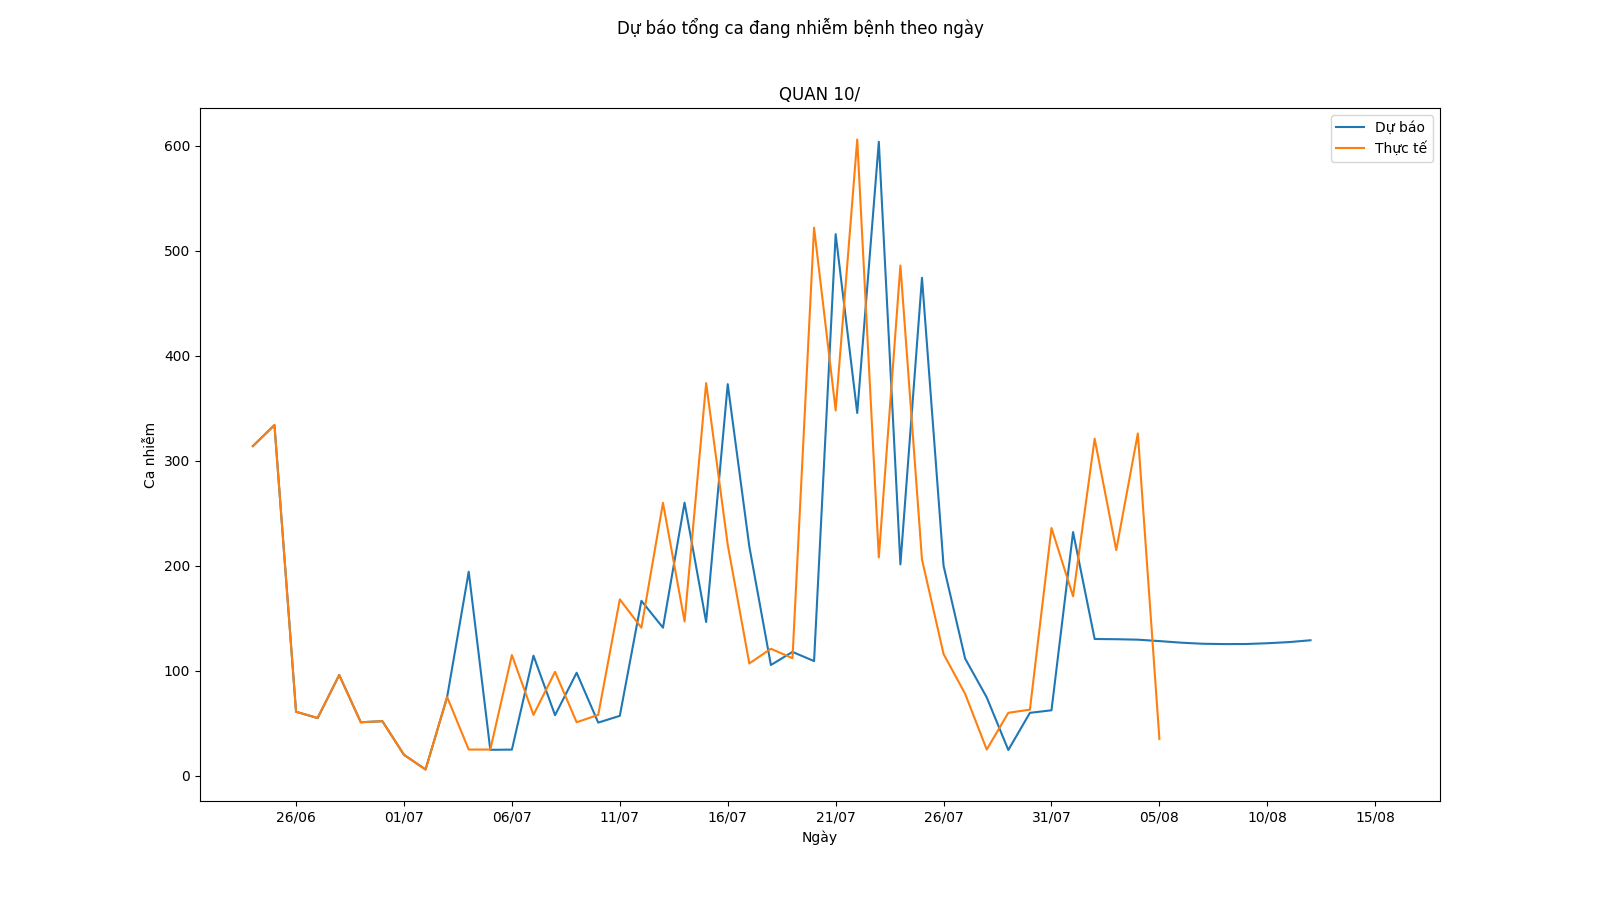 Dự báo tổng ca đang nhiễm bệnh theo ngày
QUAN 10/
Dự báo
Thực tế
600
500
400
300
200
100
0
Ca nhiễm
26/06 01/07 06/07 11/07 16/07 21/07 26/07 31/07 05/08 10/08 15/08
Ngày